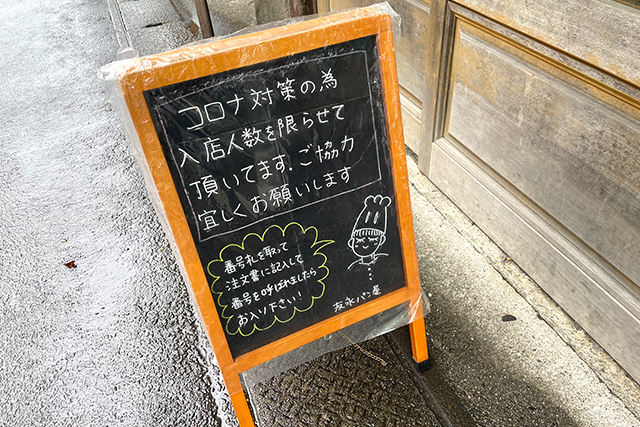 コロナ対策の為
入店人数を限らせて
頂いてます。ご協力
宜しくお願いします
番号札を取って
注文書に記入して
番号を呼ばれましたら
お入り下さい!
友永パン屋